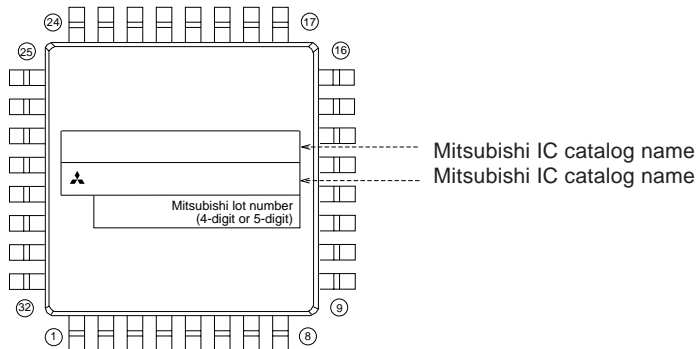 24
17
25
16
Mitsubishi IC catalog name
Mitsubishi IC catalog name
Mitsubishi lot number
(4-digit or 5-digit)
32
9
1
8